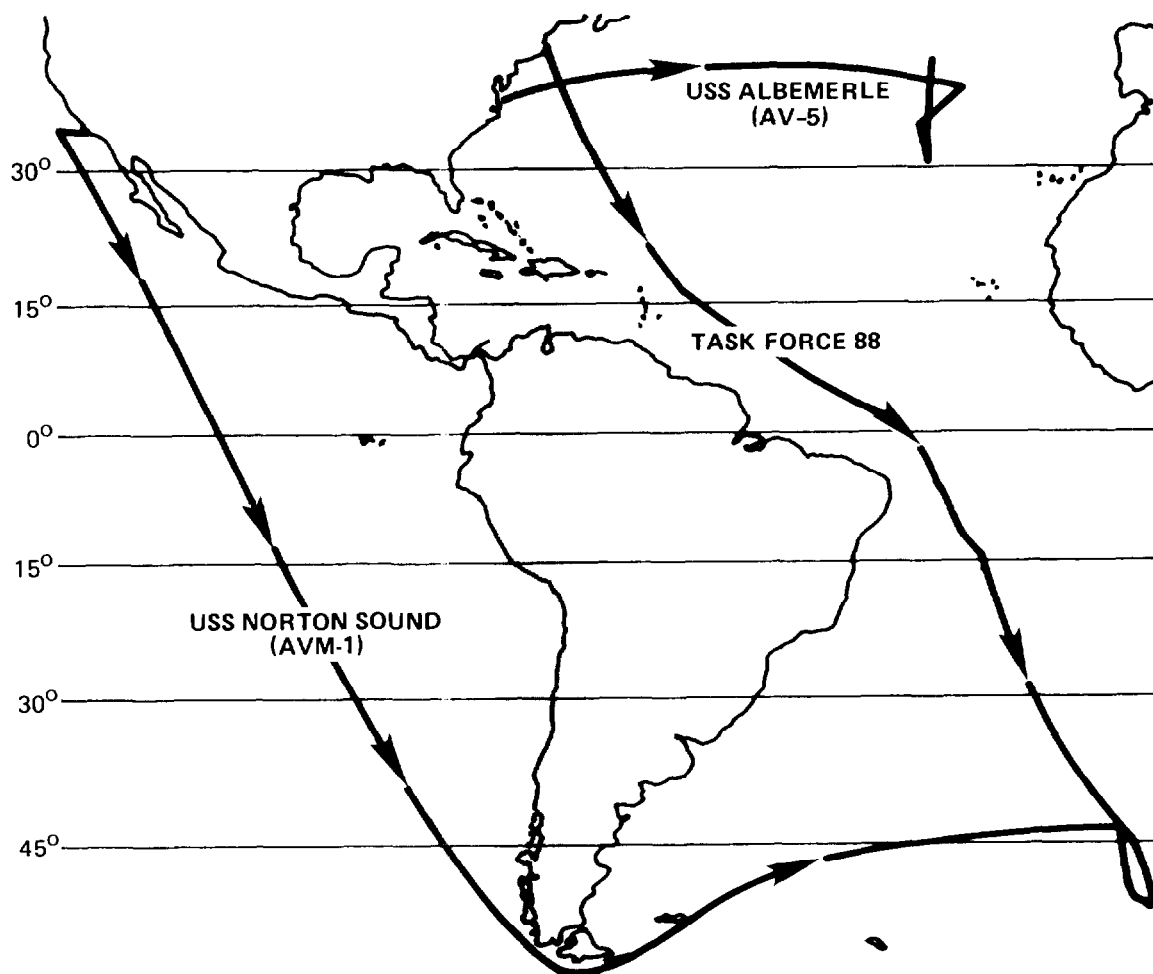 USS ALBEMERLE
(AV-5)
30°
15°
TASK FORCE 88
0°
15°
USS NORTON SOUND
(AVM-1)
30°
45°